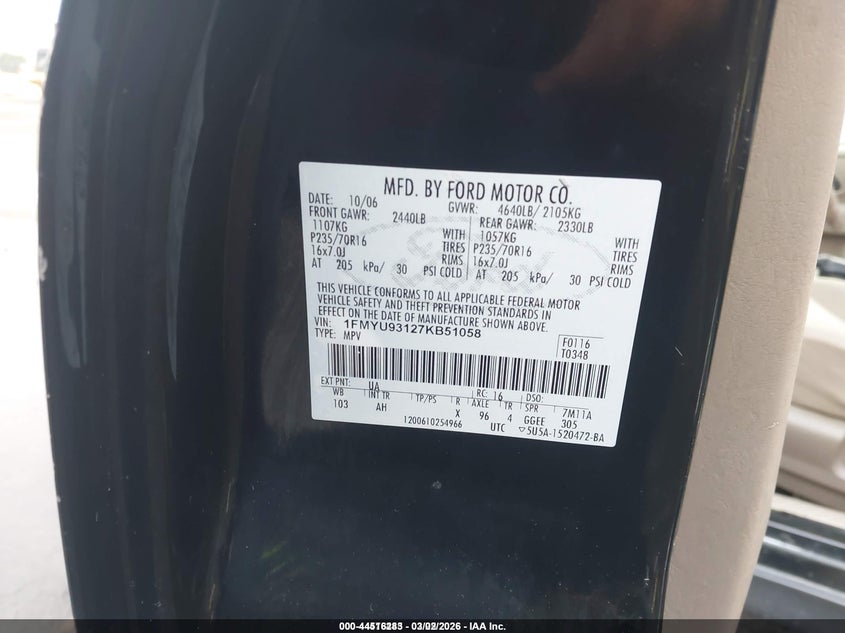 MFD. BY FORD MOTOR CO.
DATE: 10/06 GVWR: 4640LB/ 2105KG
FRONT GAWR: 2440LB REAR GAWR: 2330LB
1107KG WITH 1057KG WITH
P235/70R16 TIRES P235/70R16 TIRES
16x7.0J RIMS 16x7.0J RIMS
AT 205 kPa/ 30 PSI COLD AT 205 kPa/ 30 PSI COLD
THIS VEHICLE CONFORMS TO ALL APPLICABLE FEDERAL MOTOR
VEHICLE SAFETY AND THEFT PREVENTION STANDARDS IN
EFFECT ON THE DATE OF MANUFACTURE SHOWN ABOVE.
VIN: 1FMYU93127KB51058 F0116
TYPE: MPV T0348
EXT PNT: UA RC: 16 DSO:
WB INT TR TP/PS R AXLE TR SPR 7M11A
103 AH X 96 4 GGEE 305
1200610254966 UTC ▽5U5A-1520472-BA
03/02/2026 - IAA Inc.